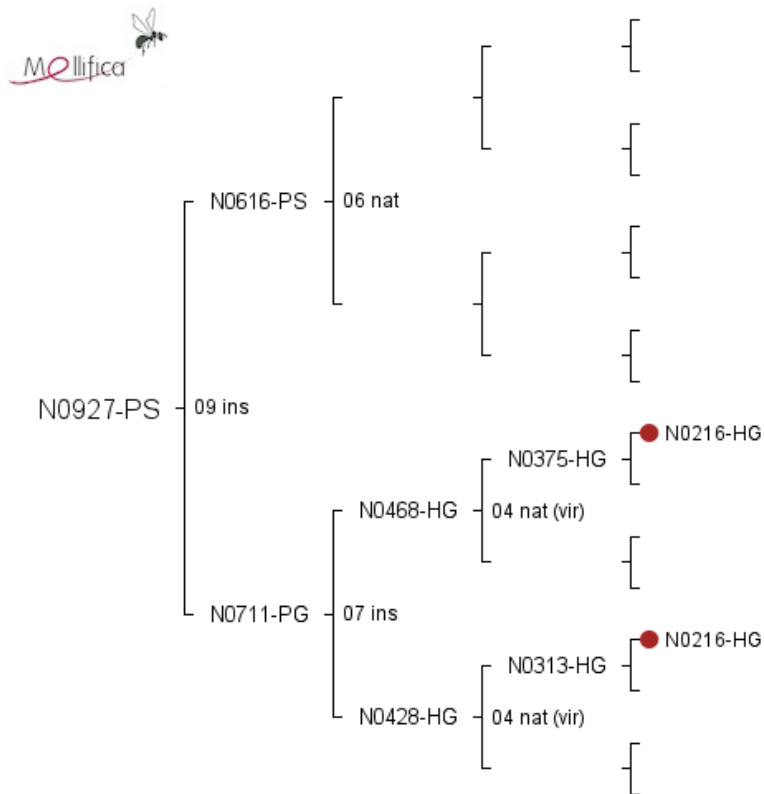 Mellifica
N0616-PS
06 nat
N0927-PS
09 ins
N0216-HG
N0375-HG
N0468-HG
04 nat (vir)
N0711-PG
07 ins
N0216-HG
N0313-HG
N0428-HG
04 nat (vir)